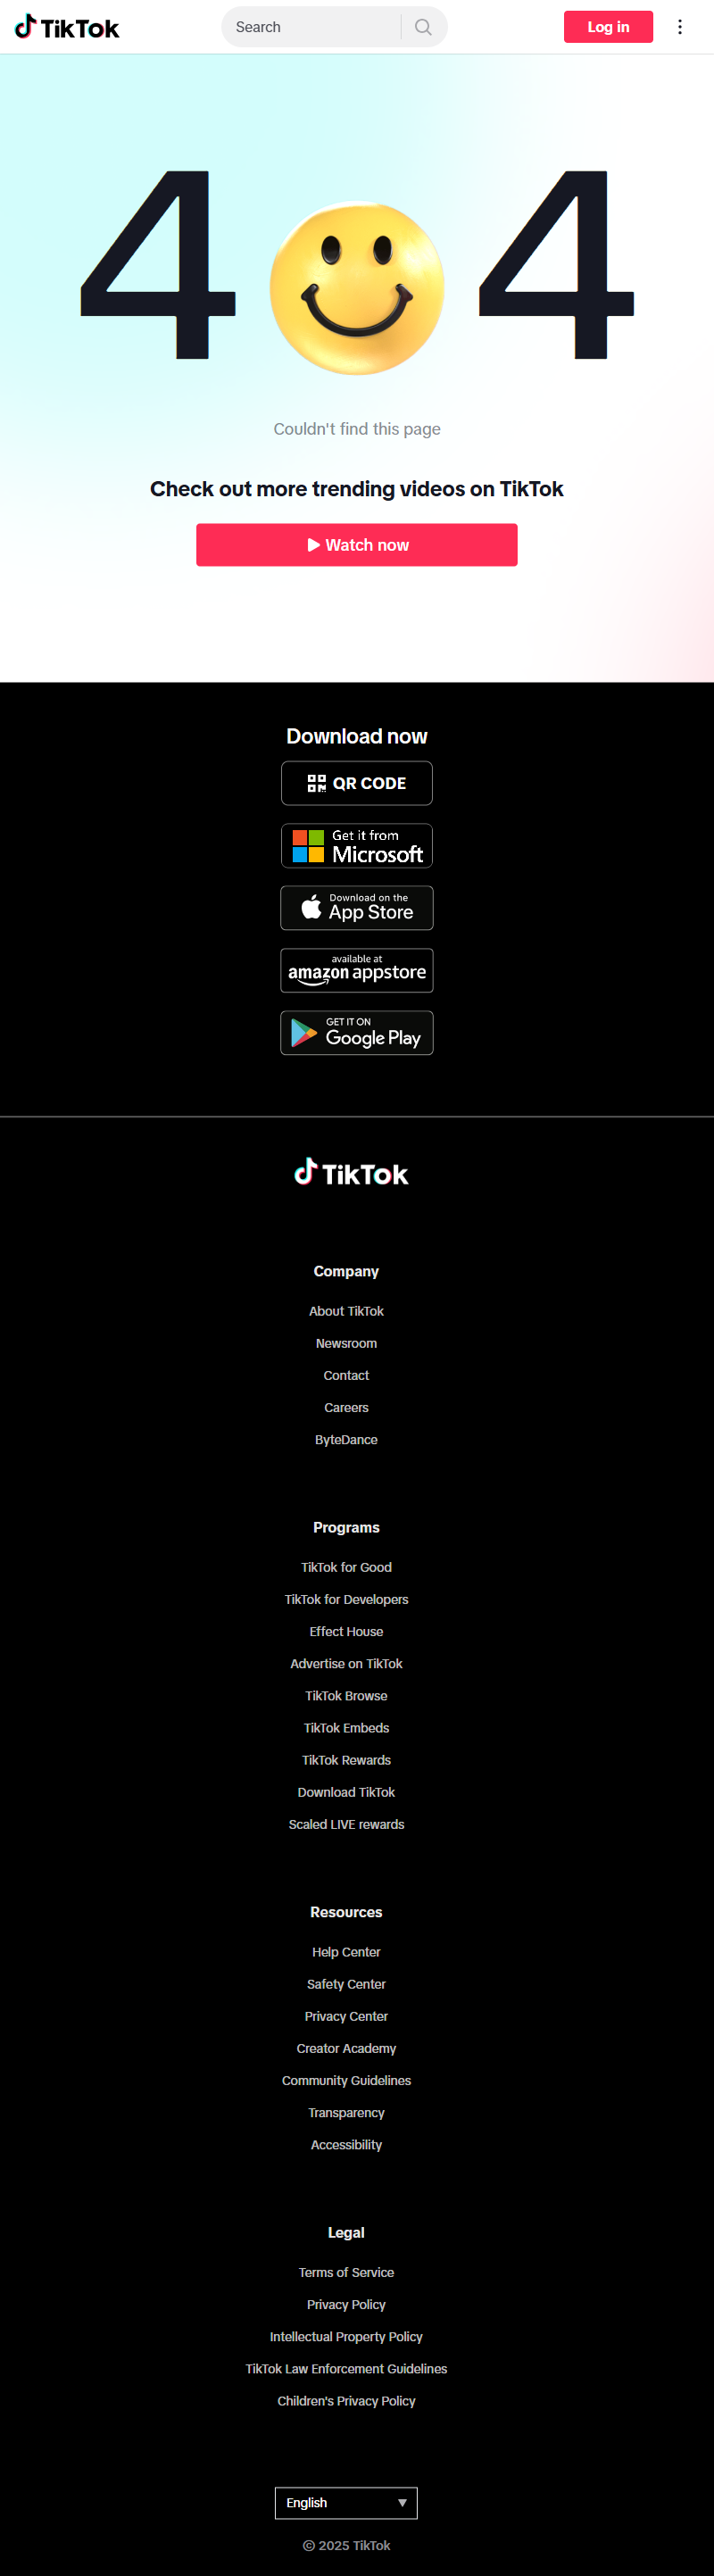 TikTok
Search
Log in
4 4
Couldn't find this page
Check out more trending videos on TikTok
Watch now
Download now
QR CODE
Get it from
Microsoft
Download on the
App Store
available at
amazon appstore
GET IT ON
Google Play
TikTok
Company
About TikTok
Newsroom
Contact
Careers
ByteDance
Programs
TikTok for Good
TikTok for Developers
Effect House
Advertise on TikTok
TikTok Browse
TikTok Embeds
TikTok Rewards
Download TikTok
Scaled LIVE rewards
Resources
Help Center
Safety Center
Privacy Center
Creator Academy
Community Guidelines
Transparency
Accessibility
Legal
Terms of Service
Privacy Policy
Intellectual Property Policy
TikTok Law Enforcement Guidelines
Children's Privacy Policy
English
© 2025 TikTok